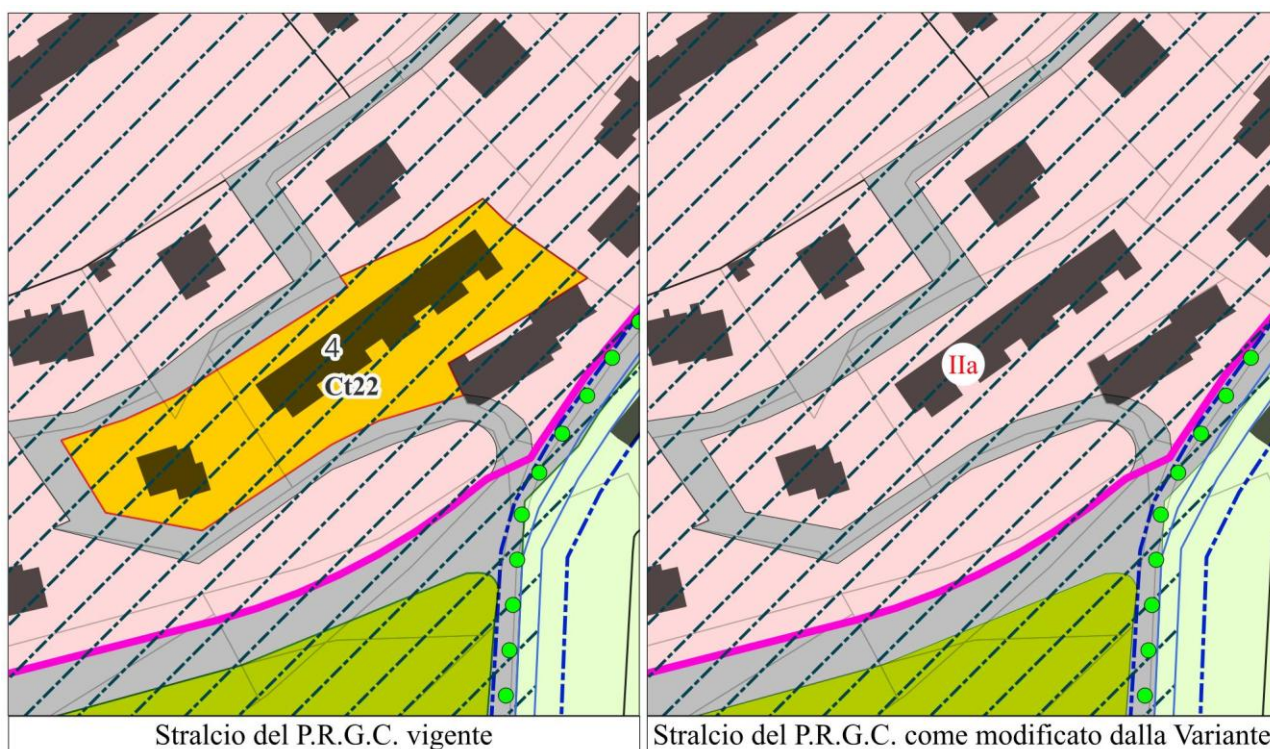 4
Ct22
IIa
Stralcio del P.R.G.C. vigente
Stralcio del P.R.G.C. come modificato dalla Variante